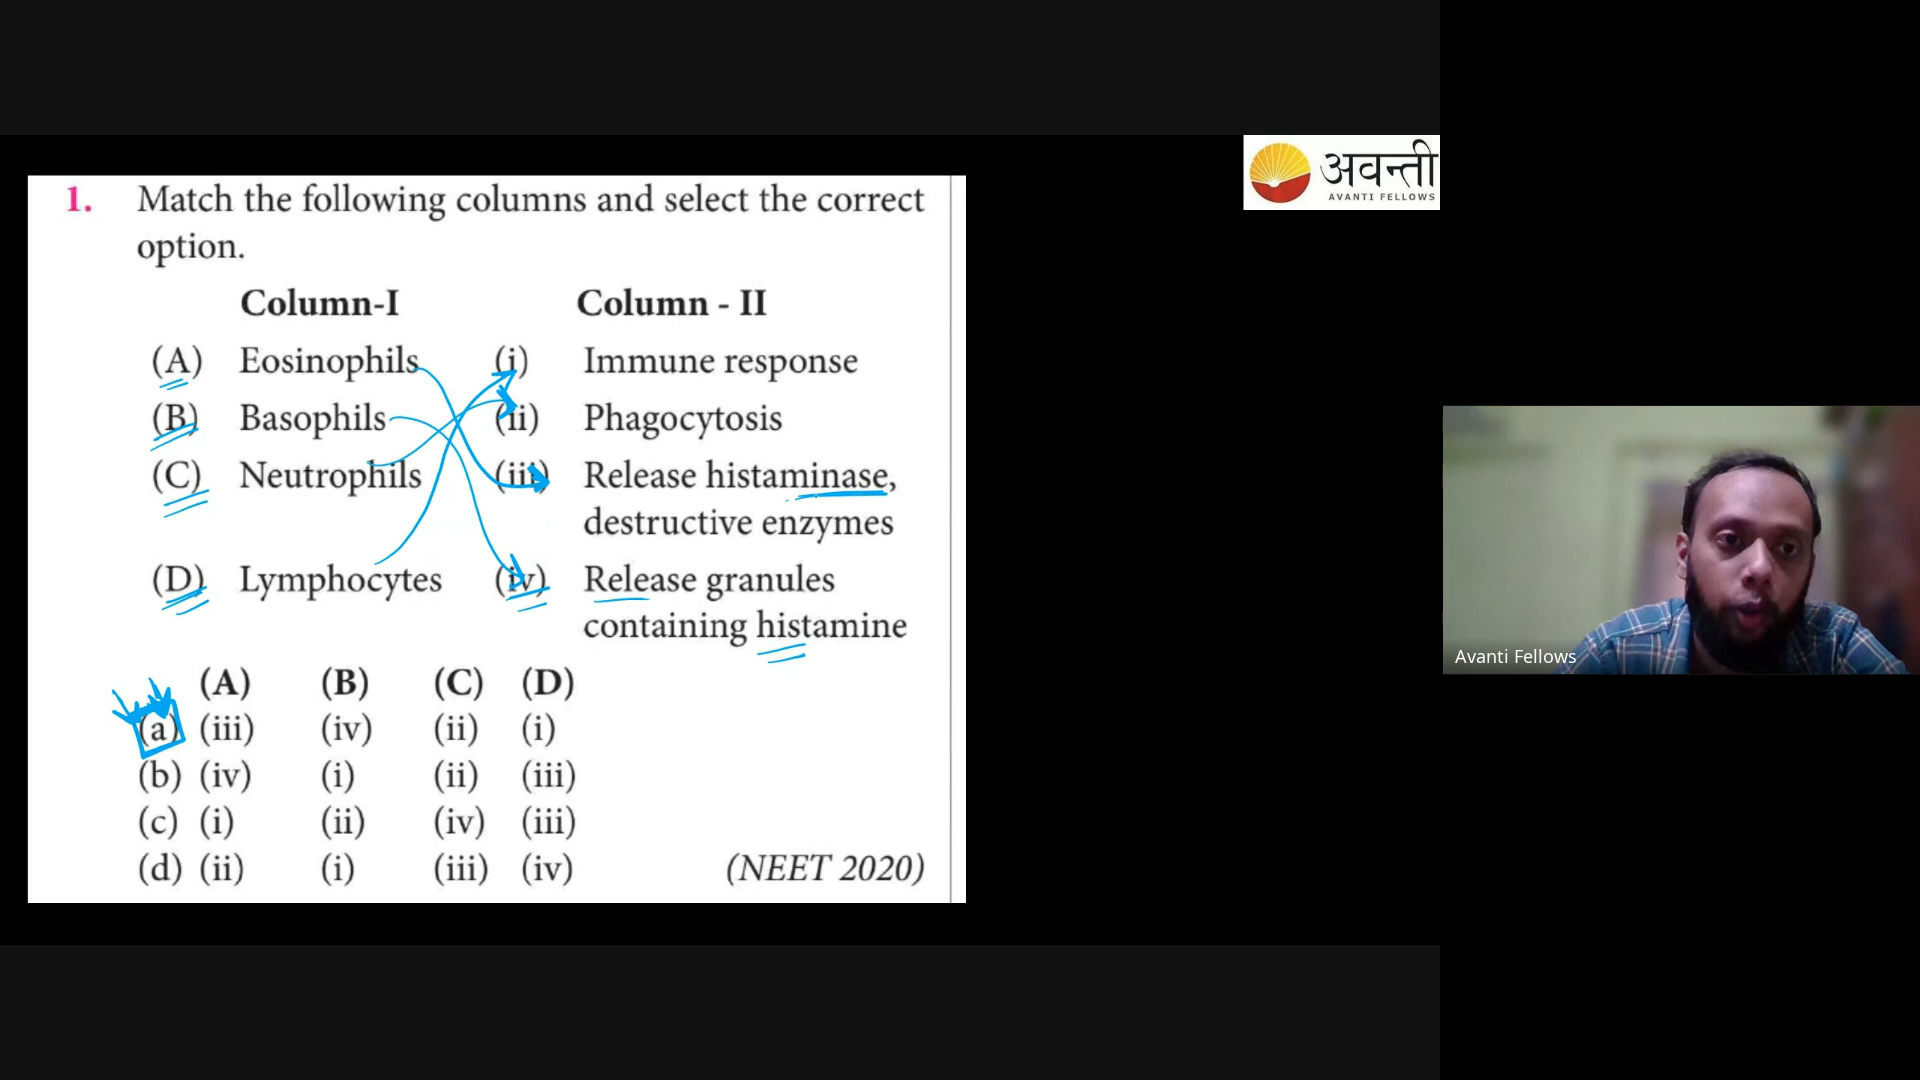 अवन्ती
AVANTI FELLOWS
1. Match the following columns and select the correct
option.
Column-I Column - II
(A) Eosinophils (i) Immune response
(B) Basophils (ii) Phagocytosis
(C) Neutrophils (iii) Release histaminase,
destructive enzymes
(D) Lymphocytes (iv) Release granules
containing histamine
(A) (B) (C) (D)
(a) (iii) (iv) (ii) (i)
(b) (iv) (i) (ii) (iii)
(c) (i) (ii) (iv) (iii)
(d) (ii) (i) (iii) (iv) (NEET 2020)
Avanti Fellows